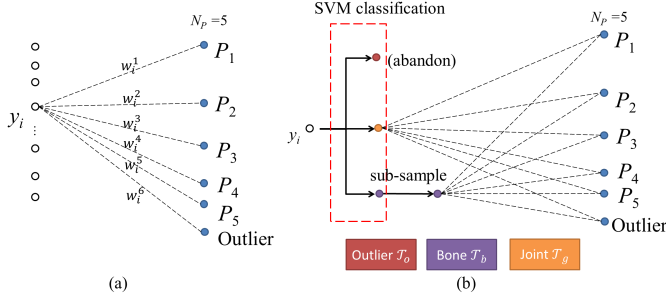 SVM classification
N_P =5
P_1
w_i^1
w_i^2
P_2
y_i
w_i^3
P_3
w_i^4
w_i^5
P_4
w_i^6
P_5
Outlier
(a)
N_P =5
P_1
(abandon)
P_2
y_i
P_3
sub-sample
P_4
P_5
Outlier
Outlier 𝒯_o
Bone 𝒯_b
Joint 𝒯_g
(b)